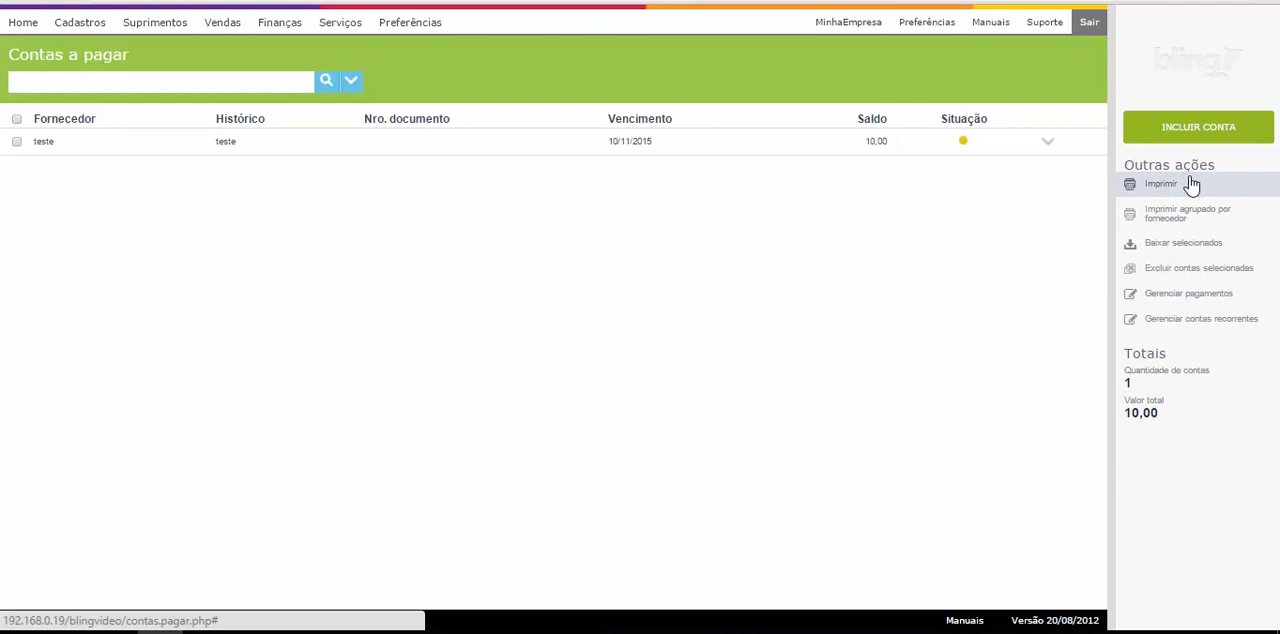 Home Cadastros Suprimentos Vendas Finanças Serviços Preferências MinhaEmpresa Preferências Manuais Suporte Sair
Contas a pagar
Fornecedor Histórico Nro. documento Vencimento Saldo Situação
teste teste 10/11/2015 10,00
bling
INCLUIR CONTA
Outras ações
Imprimir
Imprimir agrupado por
fornecedor
Baixar selecionados
Excluir contas selecionadas
Gerenciar pagamentos
Gerenciar contas recorrentes
Totais
Quantidade de contas
1
Valor total
10,00
192.168.0.19/blingvideo/contas.pagar.php#
Manuais Versão 20/08/2012